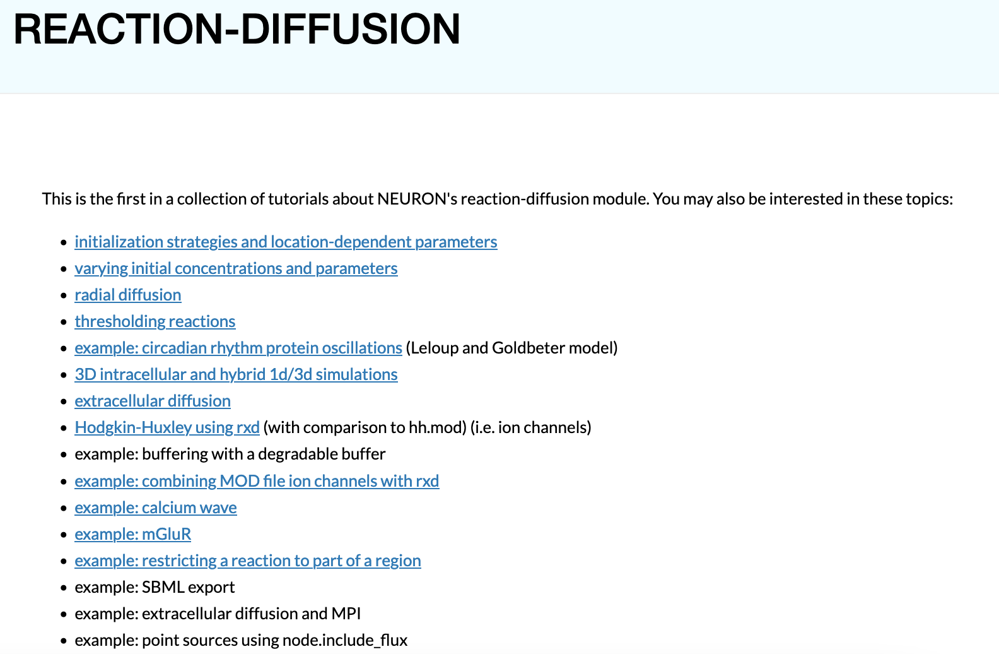 REACTION-DIFFUSION
This is the first in a collection of tutorials about NEURON's reaction-diffusion module. You may also be interested in these topics:
• initialization strategies and location-dependent parameters
• varying initial concentrations and parameters
• radial diffusion
• thresholding reactions
• example: circadian rhythm protein oscillations (Leloup and Goldbeter model)
• 3D intracellular and hybrid 1d/3d simulations
• extracellular diffusion
• Hodgkin-Huxley using rxd (with comparison to hh.mod) (i.e. ion channels)
• example: buffering with a degradable buffer
• example: combining MOD file ion channels with rxd
• example: calcium wave
• example: mGluR
• example: restricting a reaction to part of a region
• example: SBML export
• example: extracellular diffusion and MPI
• example: point sources using node.include_flux